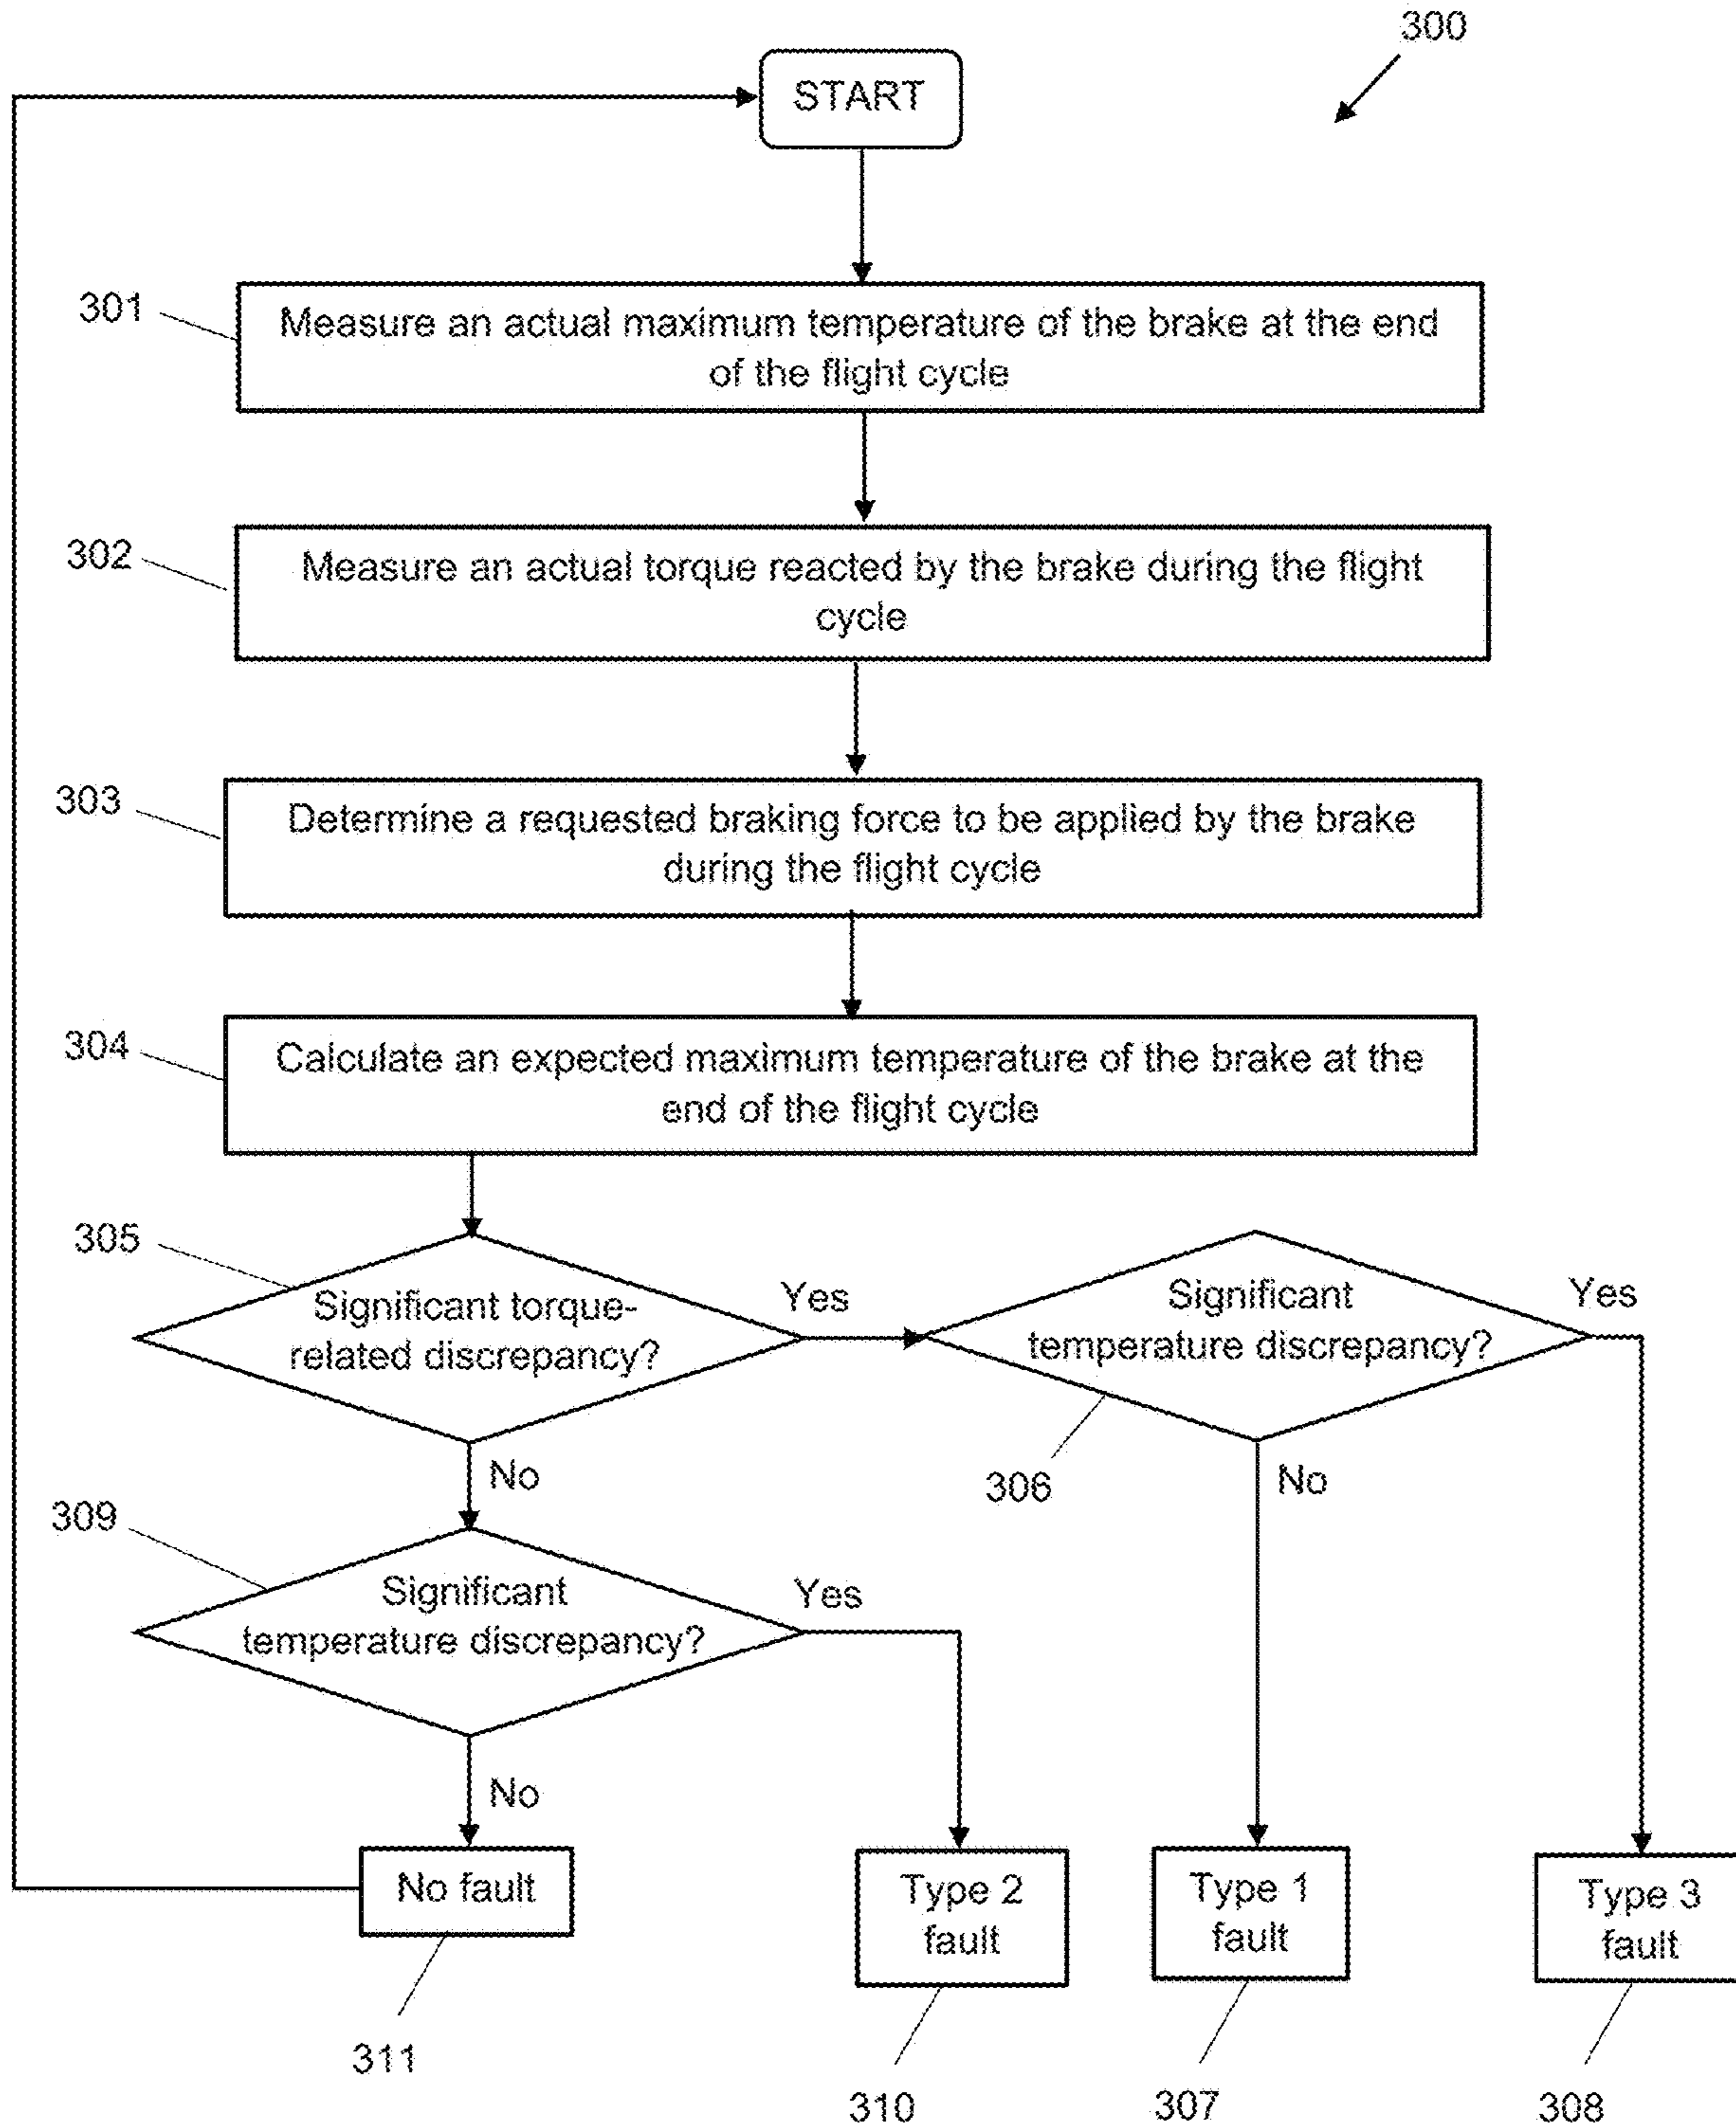 300
START
301
Measure an actual maximum temperature of the brake at the end
of the flight cycle
302
Measure an actual torque reacted by the brake during the flight
cycle
303
Determine a requested braking force to be applied by the brake
during the flight cycle
304
Calculate an expected maximum temperature of the brake at the
end of the flight cycle
305
Significant torque-
related discrepancy?
Yes
Significant
temperature discrepancy?
Yes
306
No
No
309
Significant
temperature discrepancy?
Yes
No
No fault
Type 2
fault
Type 1
fault
Type 3
fault
311
310
307
308